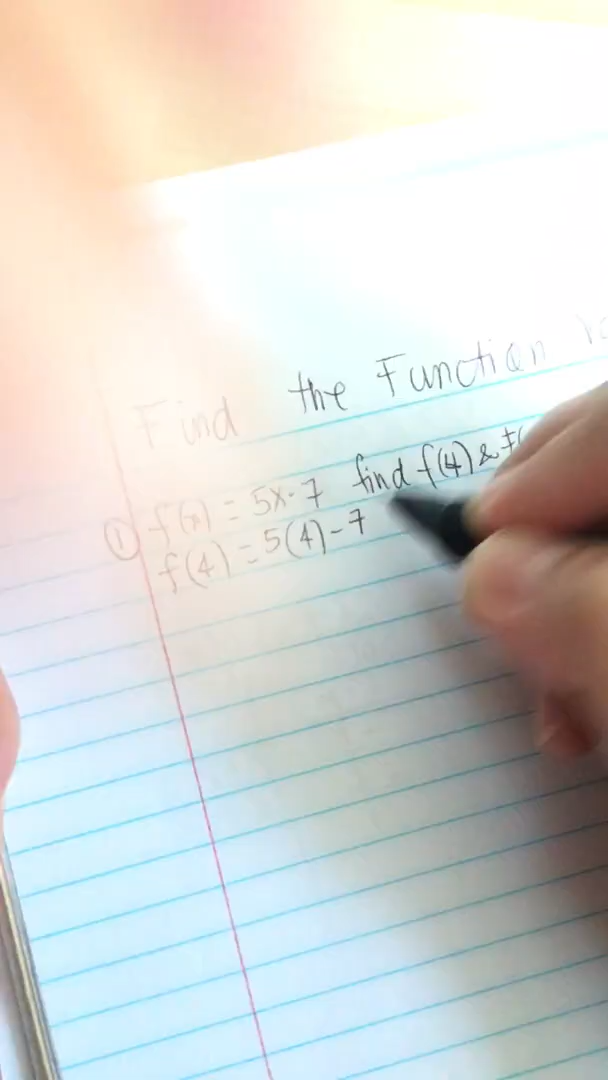 Find the Function
① f(x) = 5x-7 find f(4) & f(
f(4) = 5(4)-7